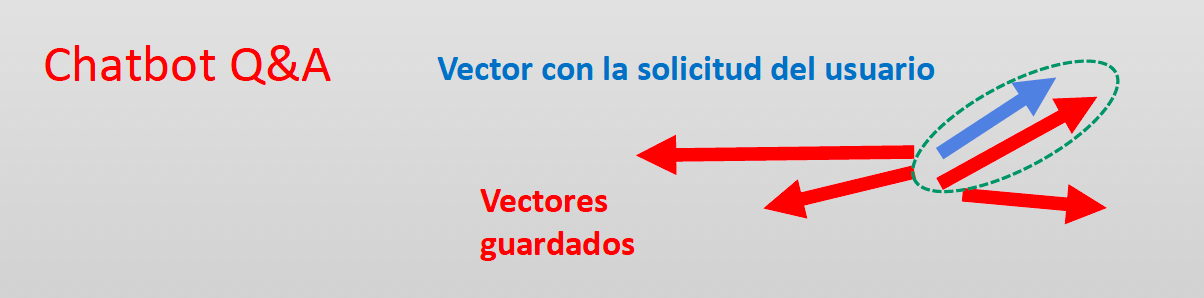 Chatbot Q&A
Vector con la solicitud del usuario
Vectores
guardados